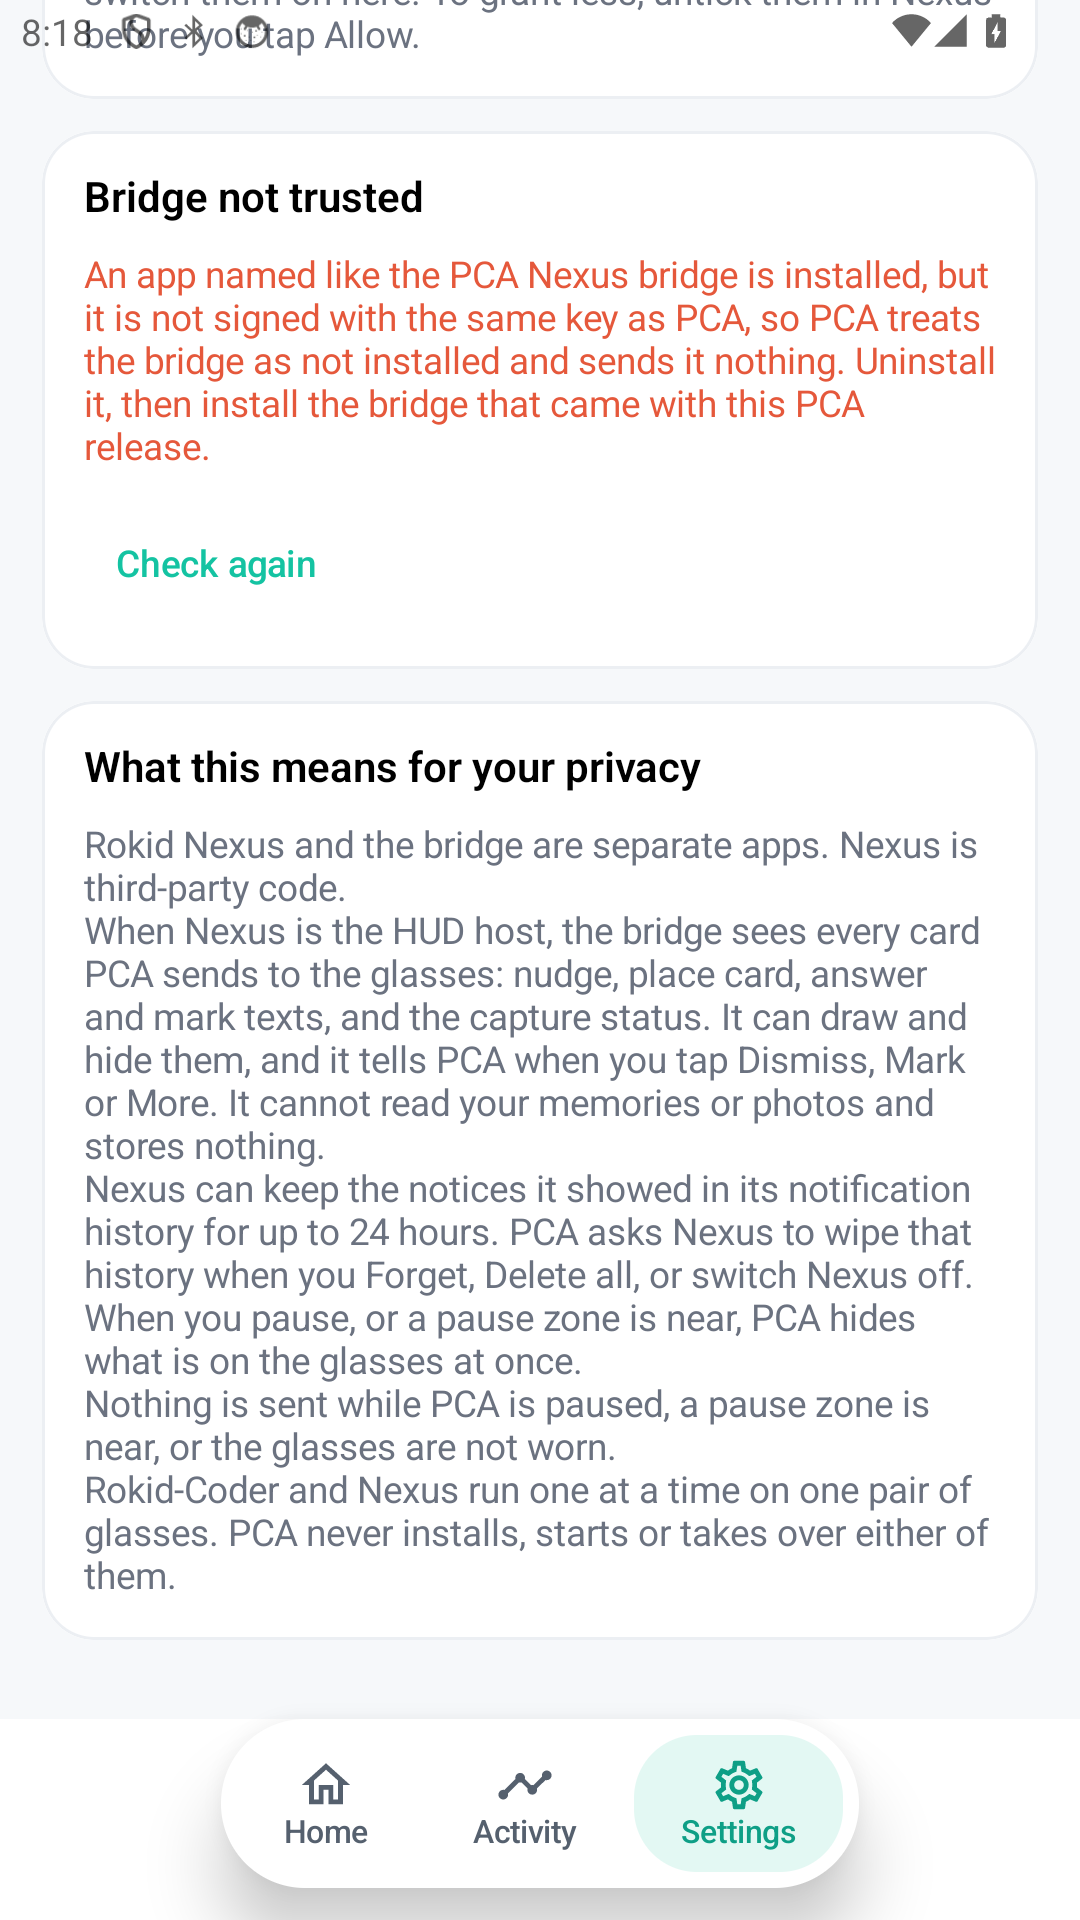 8:18
before you tap Allow.
Bridge not trusted
An app named like the PCA Nexus bridge is installed, but
it is not signed with the same key as PCA, so PCA treats
the bridge as not installed and sends it nothing. Uninstall
it, then install the bridge that came with this PCA
release.
Check again
What this means for your privacy
Rokid Nexus and the bridge are separate apps. Nexus is
third-party code.
When Nexus is the HUD host, the bridge sees every card
PCA sends to the glasses: nudge, place card, answer
and mark texts, and the capture status. It can draw and
hide them, and it tells PCA when you tap Dismiss, Mark
or More. It cannot read your memories or photos and
stores nothing.
Nexus can keep the notices it showed in its notification
history for up to 24 hours. PCA asks Nexus to wipe that
history when you Forget, Delete all, or switch Nexus off.
When you pause, or a pause zone is near, PCA hides
what is on the glasses at once.
Nothing is sent while PCA is paused, a pause zone is
near, or the glasses are not worn.
Rokid-Coder and Nexus run one at a time on one pair of
glasses. PCA never installs, starts or takes over either of
them.
Home
Activity
Settings